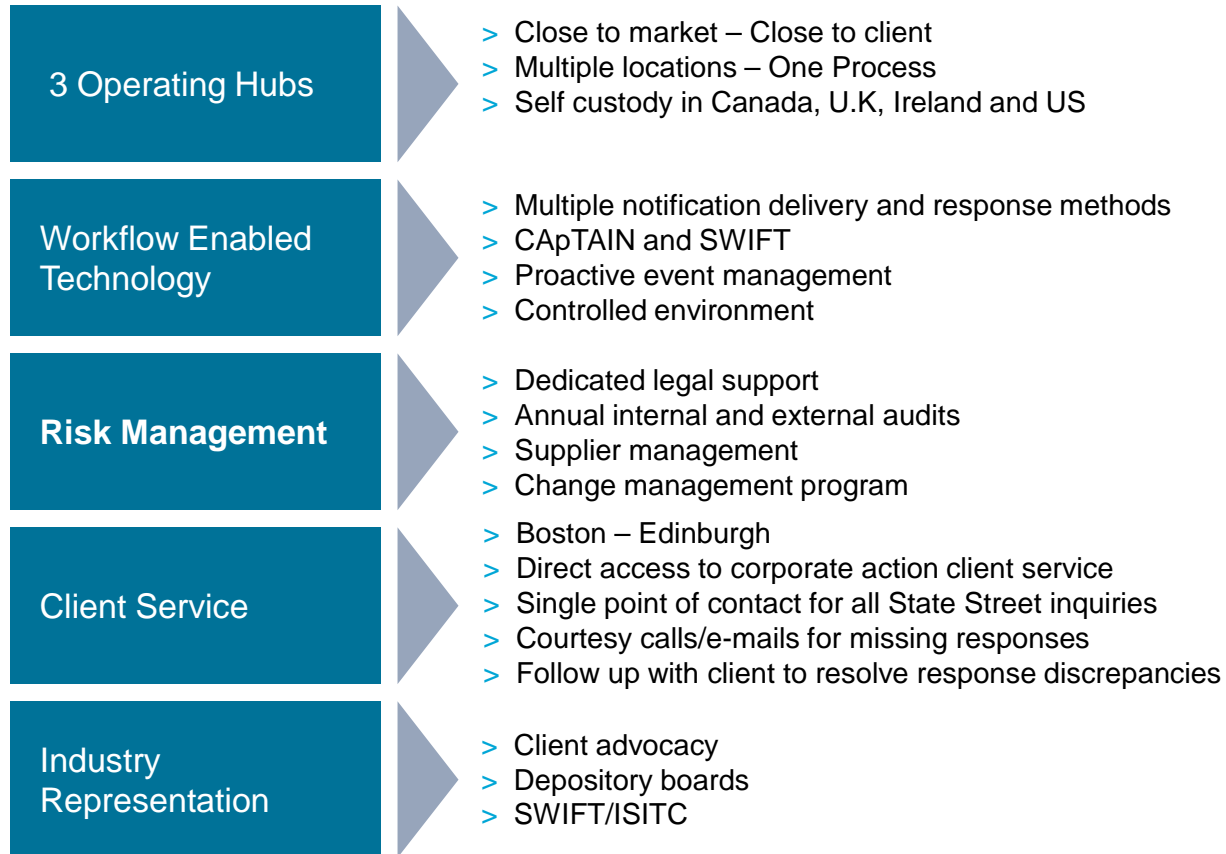 3 Operating Hubs
> Close to market – Close to client
> Multiple locations – One Process
> Self custody in Canada, U.K, Ireland and US
Workflow Enabled
Technology
> Multiple notification delivery and response methods
> CApTAIN and SWIFT
> Proactive event management
> Controlled environment
Risk Management
> Dedicated legal support
> Annual internal and external audits
> Supplier management
> Change management program
Client Service
> Boston – Edinburgh
> Direct access to corporate action client service
> Single point of contact for all State Street inquiries
> Courtesy calls/e-mails for missing responses
> Follow up with client to resolve response discrepancies
Industry
Representation
> Client advocacy
> Depository boards
> SWIFT/ISITC